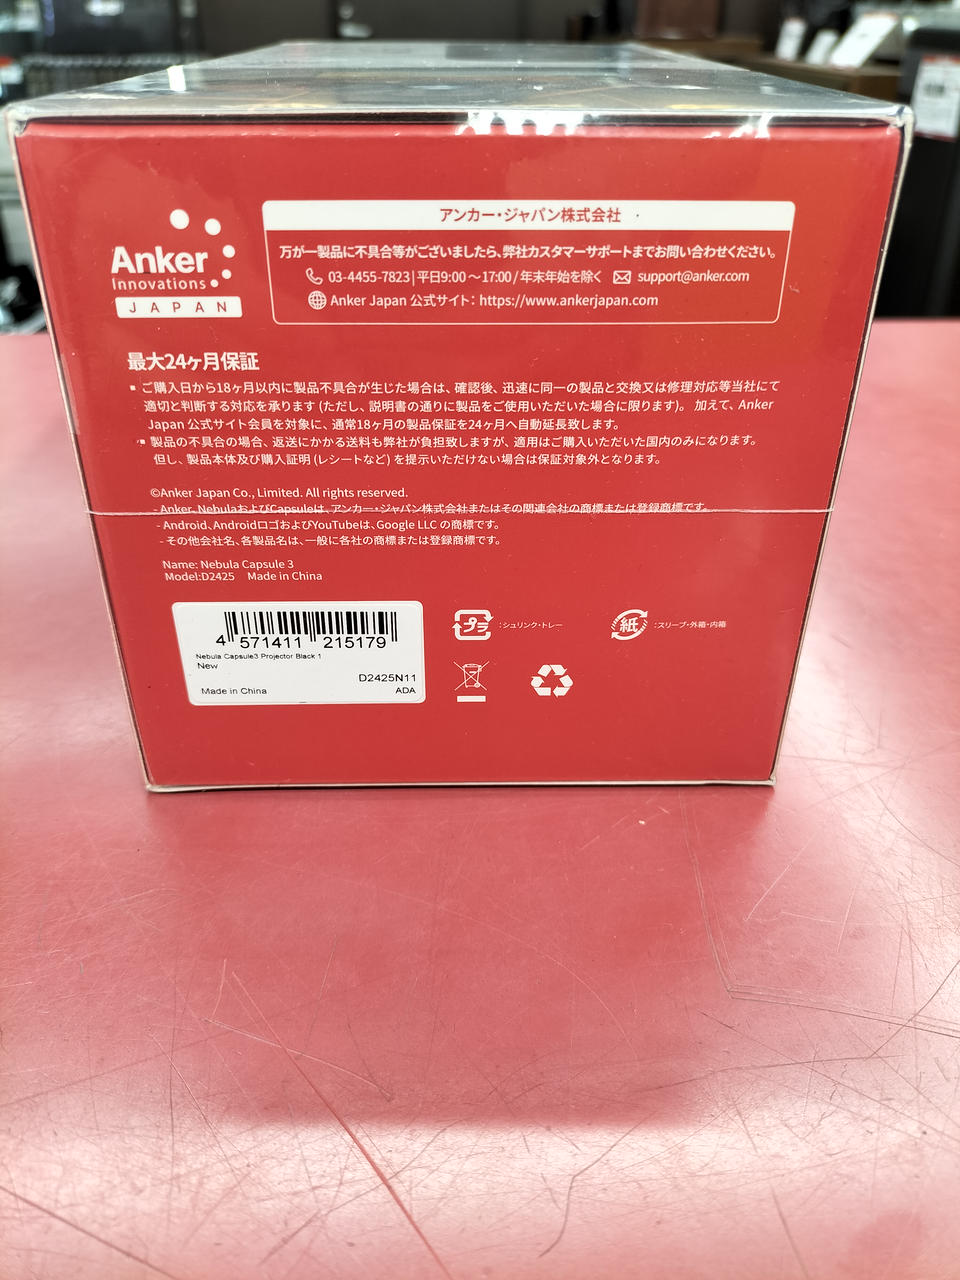 Anker
Innovations
JAPAN
アンカー・ジャパン株式会社
万が一製品に不具合等がございましたら、弊社カスタマーサポートまでお問い合わせください。
03-4455-7823 | 平日9:00 〜17:00 / 年末年始を除く support@anker.com
Anker Japan 公式サイト: https://www.ankerjapan.com
最大24ヶ月保証
▪ ご購入日から18ヶ月以内に製品不具合が生じた場合は、確認後、迅速に同一の製品と交換又は修理対応等当社にて
適切と判断する対応を承ります (ただし、説明書の通りに製品をご使用いただいた場合に限ります)。 加えて、Anker
Japan 公式サイト会員を対象に、通常18ヶ月の製品保証を24ヶ月へ自動延長致します。
▪ 製品の不具合の場合、返送にかかる送料も弊社が負担致しますが、適用はご購入いただいた国内のみになります。
但し、製品本体及び購入証明 (レシートなど) を提示いただけない場合は保証対象外となります。
©Anker Japan Co., Limited. All rights reserved.
- Anker、NebulaおよびCapsuleは、アンカー・ジャパン株式会社またはその関連会社の商標または登録商標です。
- Android、AndroidロゴおよびYouTubeは、Google LLC の商標です。
- その他会社名、各製品名は、一般に各社の商標または登録商標です。
Name: Nebula Capsule 3
Model:D2425 Made in China
4 571411 215179
Nebula Capsule3 Projector Black 1
New
D2425N11
Made in China ADA
プラ :シュリンク・トレー
紙 :スリーブ・外箱・内箱